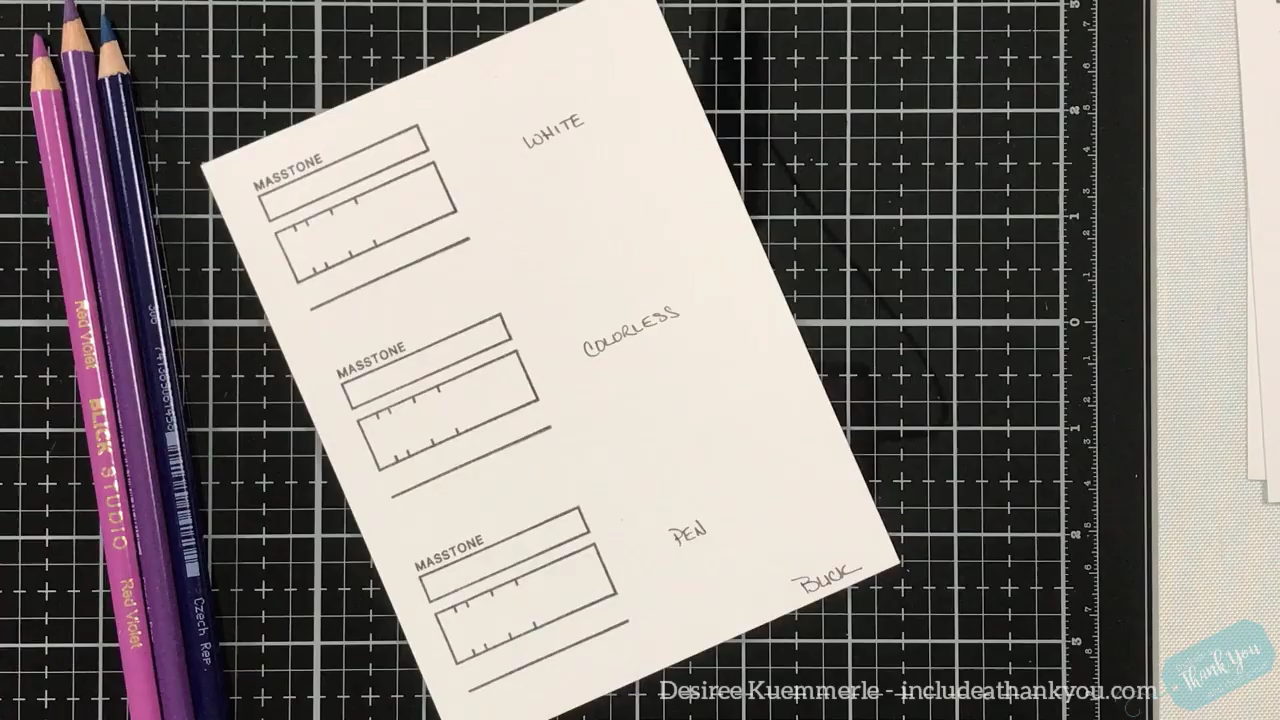 MASSTONE
WHITE
MASSTONE
COLORLESS
MASSTONE
PEN
BLICK
Red Violet
BLICK STUDIO
Red Violet
Czech Rep.
Thank You
Desiree Kuemmerle - includeathankyou.com